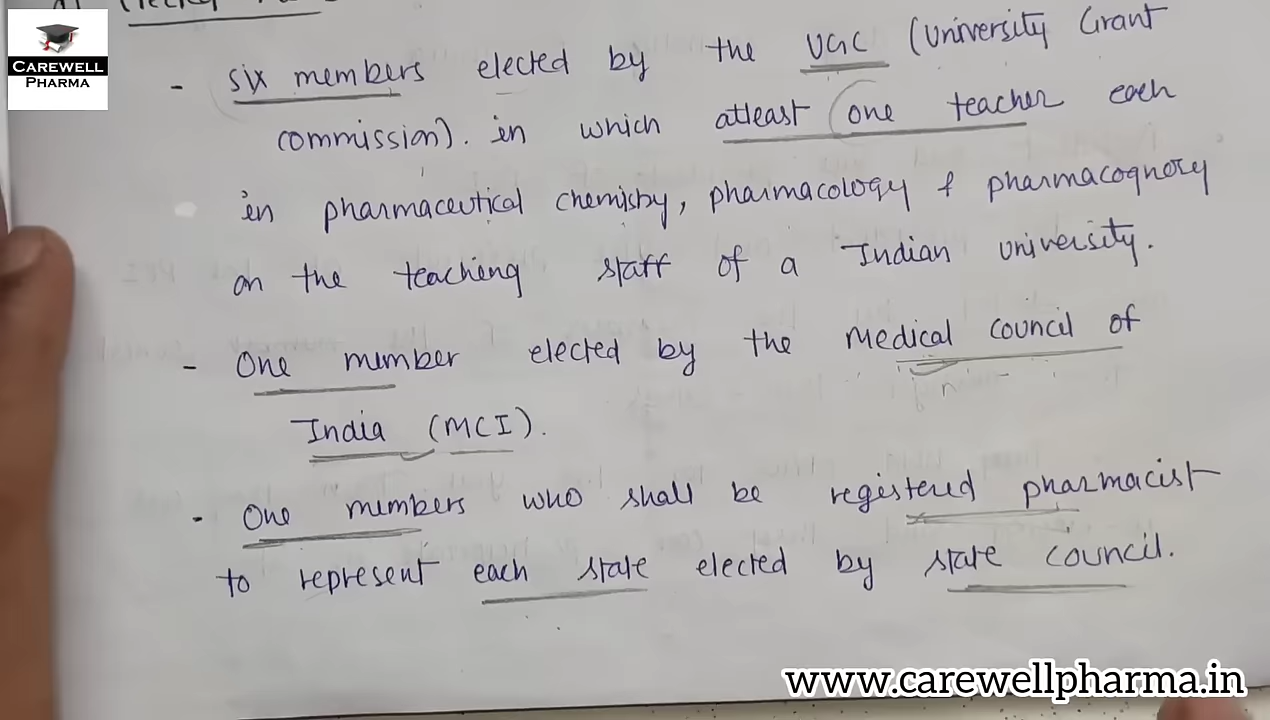 CAREWELL
PHARMA
- six members elected by the UGC (University Grant
commission). in which atleast one teacher each
in pharmaceutical chemisby, pharmacology & pharmacognory
on the teaching staff of a Indian university.
- One member elected by the Medical council of
India (MCI).
- One members who shall be registered pharmacist
to represent each state elected by state council.
www.carewellpharma.in